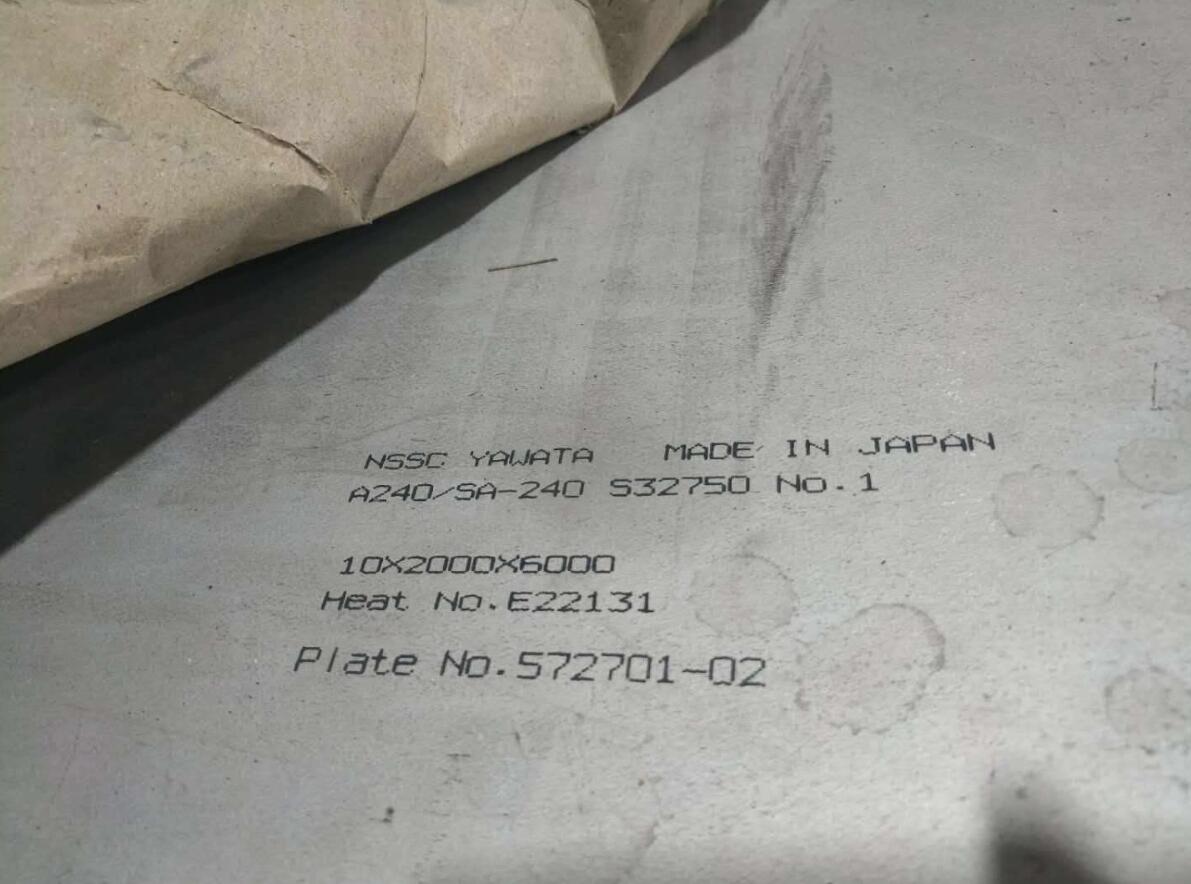 NSSC YAWATA MADE IN JAPAN
A240/SA-240 S32750 No.1
10X2000X6000
Heat No.E22131
Plate No.572701-02